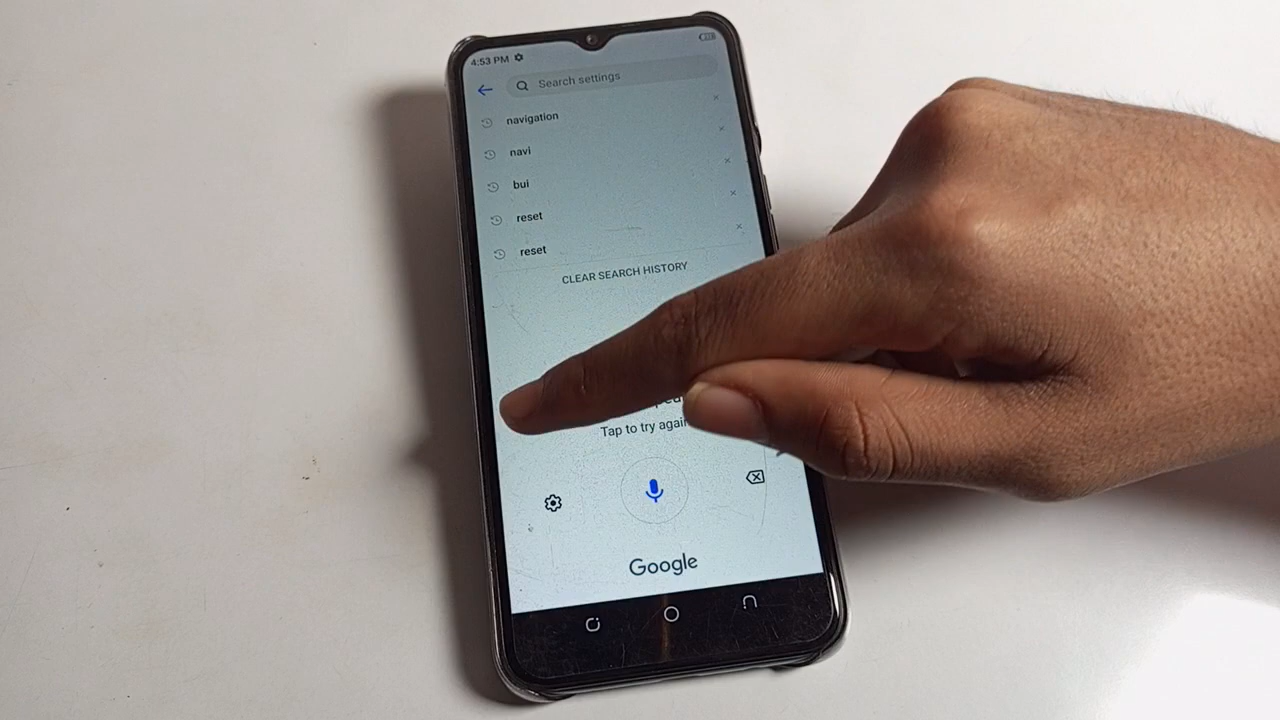 4:53 PM
Search settings
navigation
navi
bui
reset
reset
CLEAR SEARCH HISTORY
Tap to try again
Google